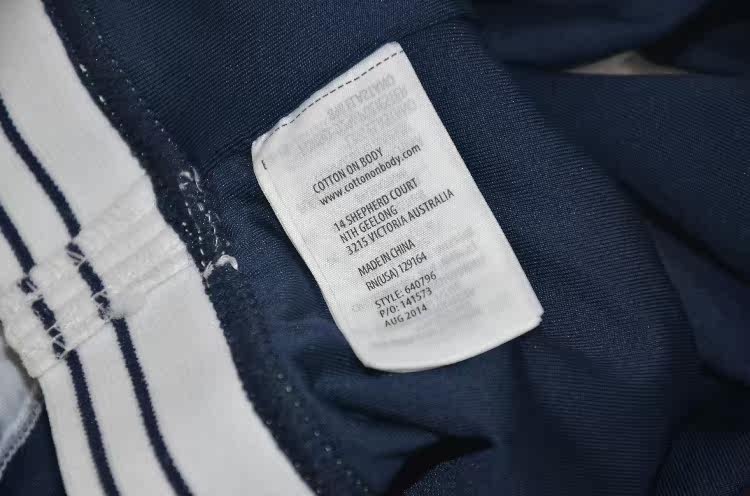 COTTON ON BODY
www.cottononbody.com
14 SHEPHERD COURT
NTH GEELONG
3215 VICTORIA AUSTRALIA
MADE IN CHINA
RN(USA) 129164
STYLE: 640796
P/O: 141573
AUG 2014